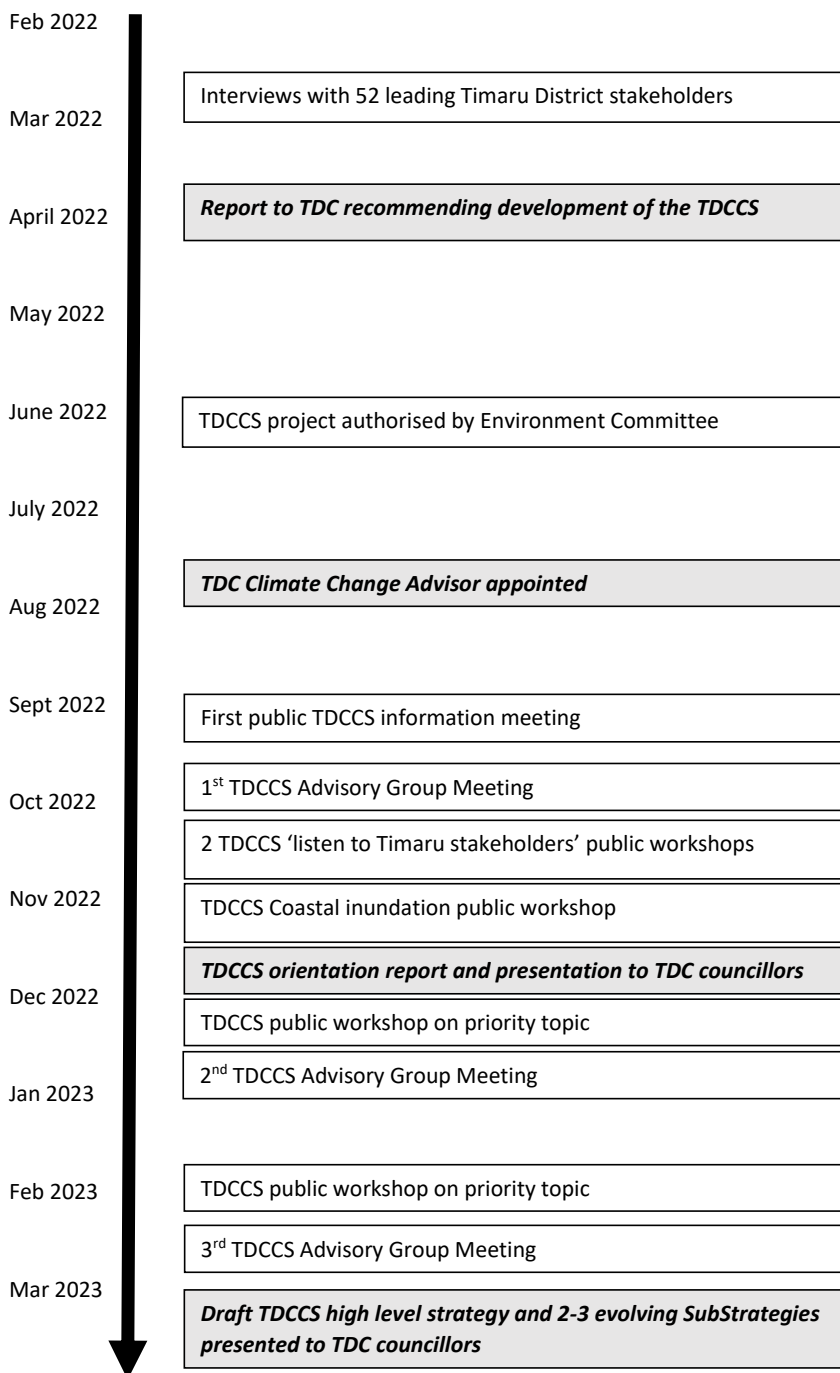 Feb 2022
Interviews with 52 leading Timaru District stakeholders
Mar 2022
Report to TDC recommending development of the TDCCS
April 2022
May 2022
June 2022
TDCCS project authorised by Environment Committee
July 2022
TDC Climate Change Advisor appointed
Aug 2022
Sept 2022
First public TDCCS information meeting
1st TDCCS Advisory Group Meeting
Oct 2022
2 TDCCS ‘listen to Timaru stakeholders’ public workshops
Nov 2022
TDCCS Coastal inundation public workshop
TDCCS orientation report and presentation to TDC councillors
Dec 2022
TDCCS public workshop on priority topic
2nd TDCCS Advisory Group Meeting
Jan 2023
Feb 2023
TDCCS public workshop on priority topic
3rd TDCCS Advisory Group Meeting
Mar 2023
Draft TDCCS high level strategy and 2-3 evolving SubStrategies
presented to TDC councillors